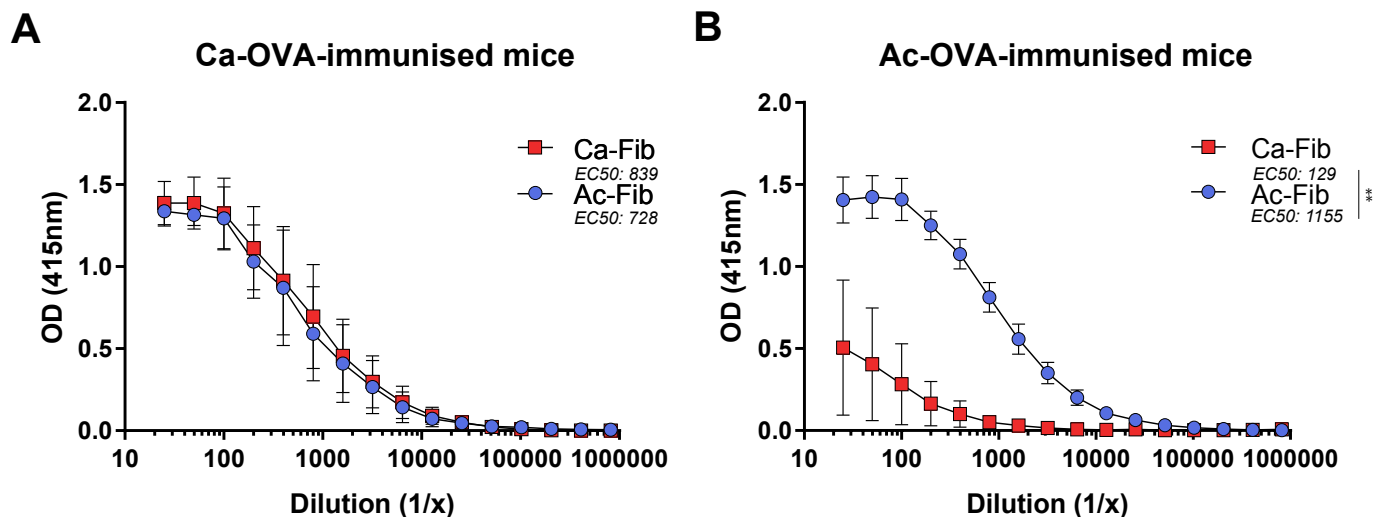 A
Ca-OVA-immunised mice
2.0
1.5
1.0
0.5
0.0
OD (415nm)
10
100
1000
10000
100000
1000000
Dilution (1/x)
Ca-Fib
EC50: 839
Ac-Fib
EC50: 728
B
Ac-OVA-immunised mice
2.0
1.5
1.0
0.5
0.0
OD (415nm)
10
100
1000
10000
100000
1000000
Dilution (1/x)
Ca-Fib
EC50: 129
Ac-Fib
EC50: 1155
**